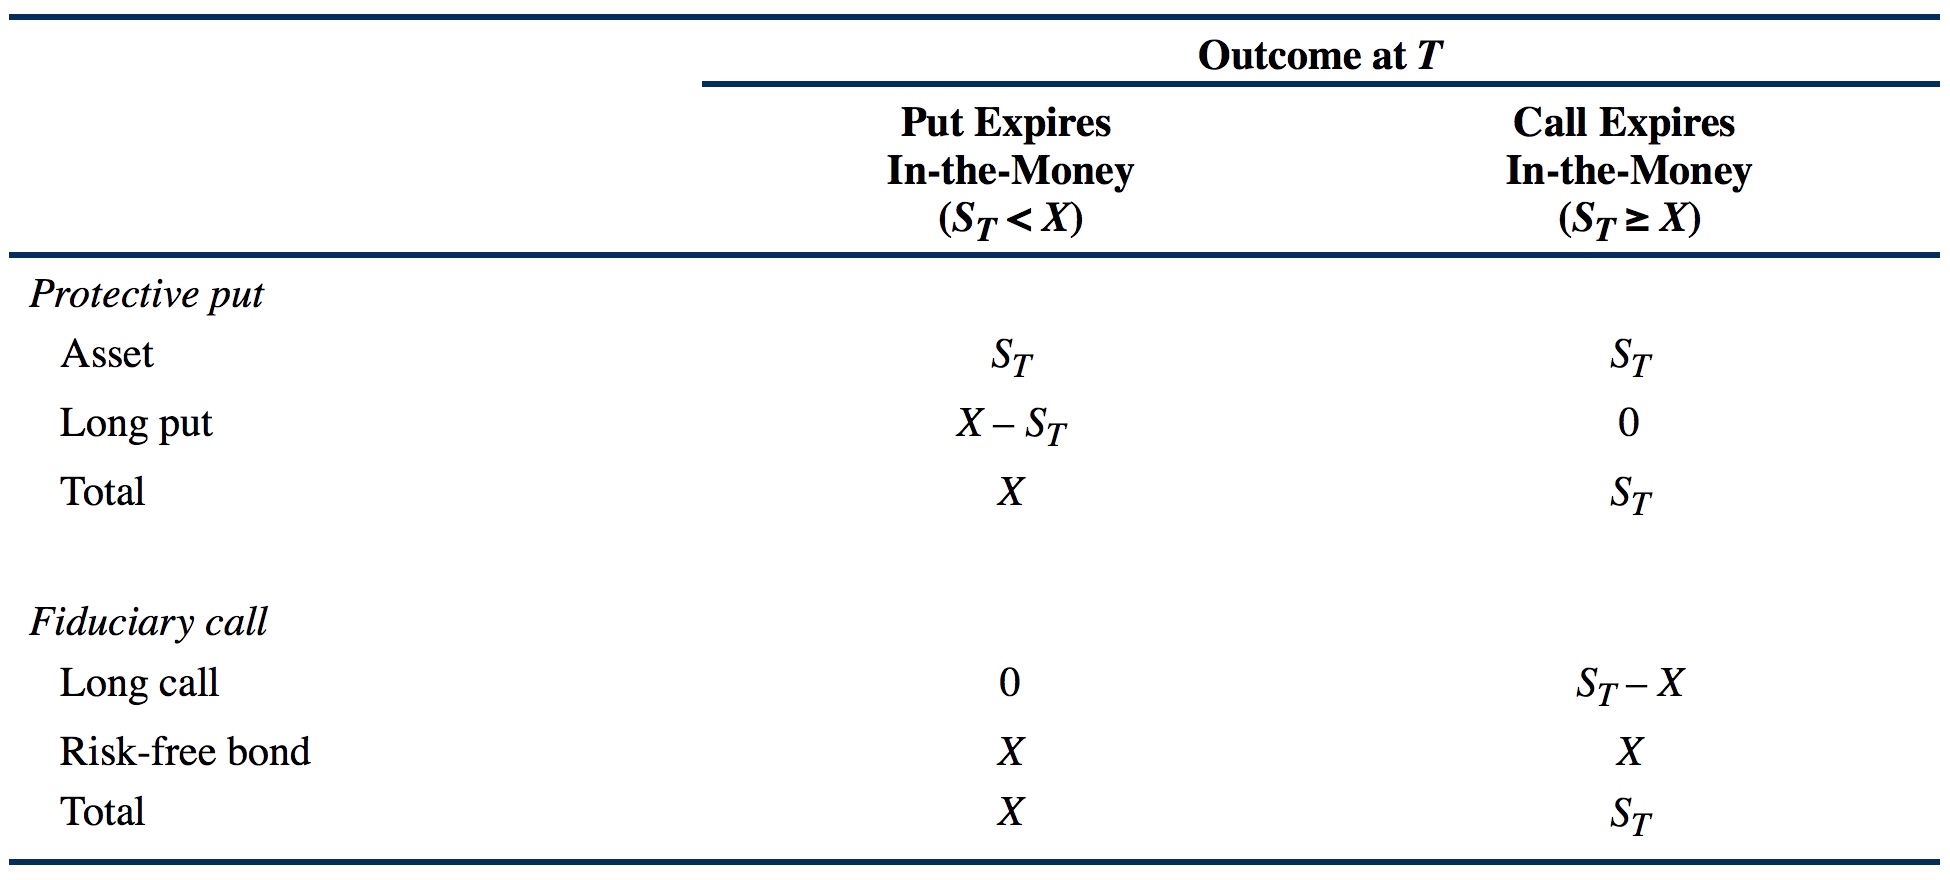 Outcome at T
Put Expires In-the-Money (S_T < X) Call Expires In-the-Money (S_T ≥ X)
Protective put
Asset S_T S_T
Long put X – S_T 0
Total X S_T
Fiduciary call
Long call 0 S_T – X
Risk-free bond X X
Total X S_T